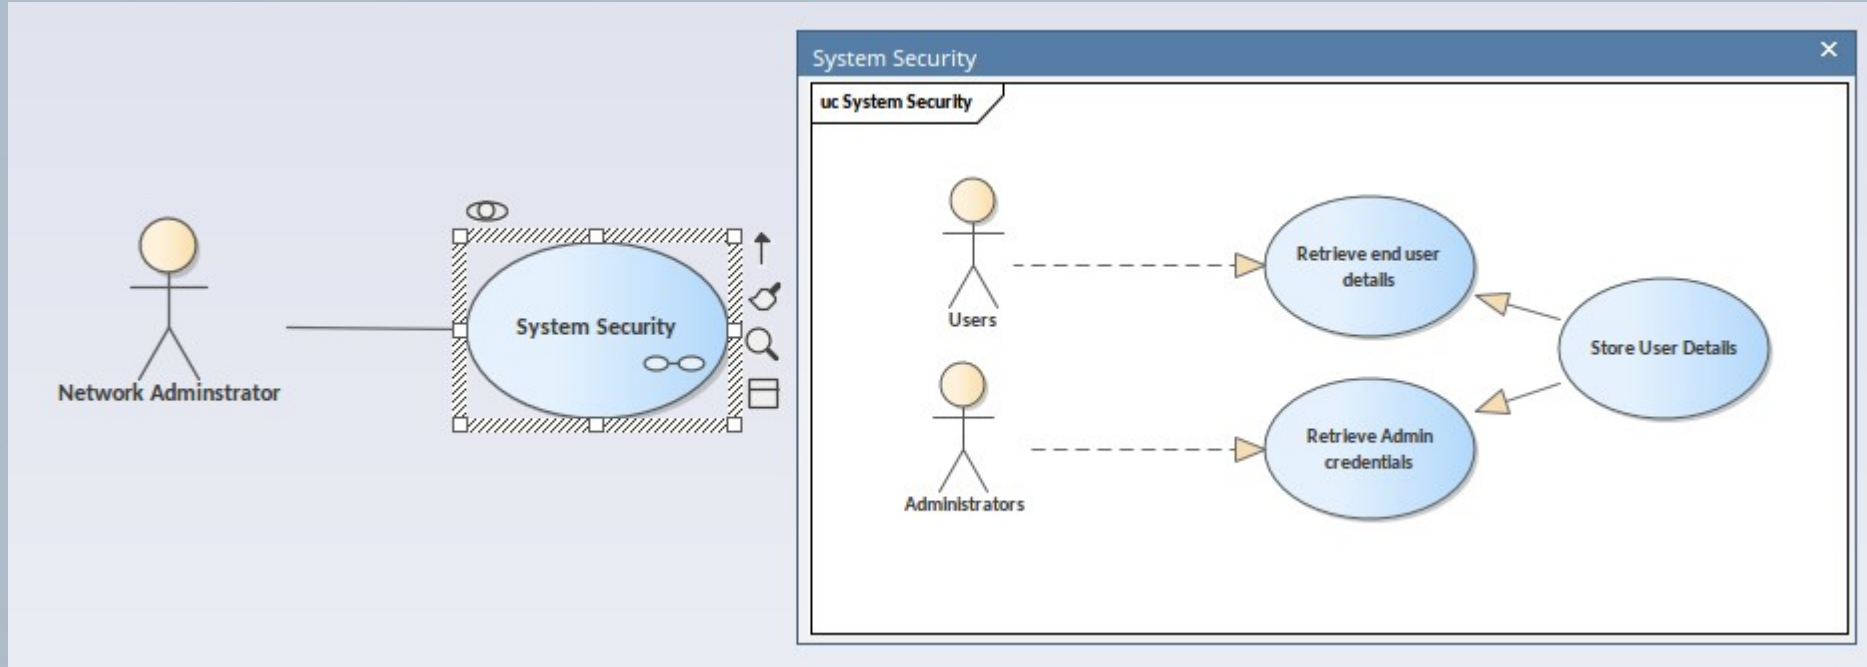 Network Adminstrator
System Security
System Security
uc System Security
Users
Retrieve end user
details
Store User Details
Administrators
Retrieve Admin
credentials